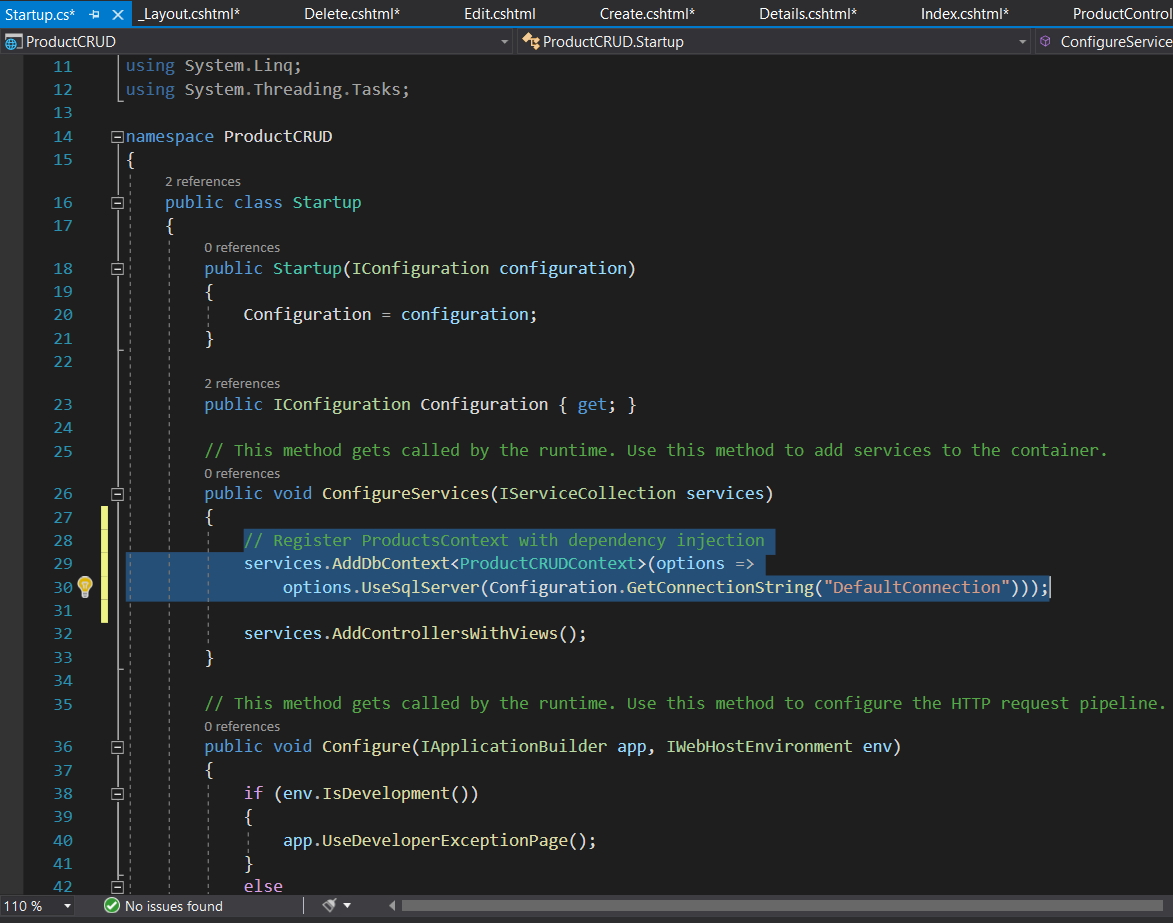 Startup.cs* _Layout.cshtml* Delete.cshtml* Edit.cshtml Create.cshtml* Details.cshtml* Index.cshtml* ProductControl
ProductCRUD ProductCRUD.Startup ConfigureService
11 using System.Linq;
12 using System.Threading.Tasks;
13
14 namespace ProductCRUD
15 {
2 references
16 public class Startup
17 {
0 references
18 public Startup(IConfiguration configuration)
19 {
20 Configuration = configuration;
21 }
22
2 references
23 public IConfiguration Configuration { get; }
24
25 // This method gets called by the runtime. Use this method to add services to the container.
0 references
26 public void ConfigureServices(IServiceCollection services)
27 {
28 // Register ProductsContext with dependency injection
29 services.AddDbContext<ProductCRUDContext>(options =>
30 options.UseSqlServer(Configuration.GetConnectionString("DefaultConnection")));
31
32 services.AddControllersWithViews();
33 }
34
35 // This method gets called by the runtime. Use this method to configure the HTTP request pipeline.
0 references
36 public void Configure(IApplicationBuilder app, IWebHostEnvironment env)
37 {
38 if (env.IsDevelopment())
39 {
40 app.UseDeveloperExceptionPage();
41 }
42 else
110 % No issues found